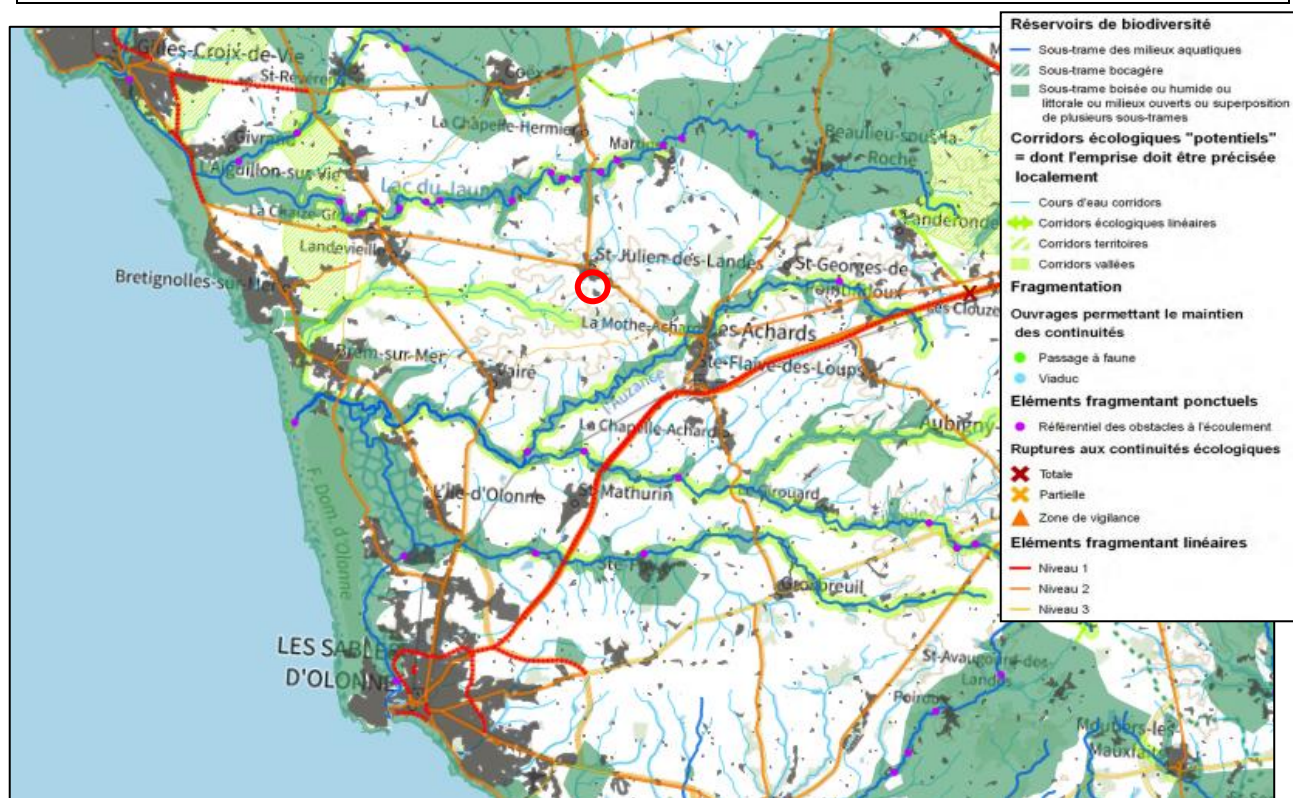 Réservoirs de biodiversité
Sous-trame des milieux aquatiques
Sous-trame bocagère
Sous-trame boisée ou humide ou
littorale ou milieux ouverts ou superposition
de plusieurs sous-trames
Corridors écologiques "potentiels"
= dont l'emprise doit être précisée
localement
Cours d'eau corridors
Corridors écologiques linéaires
Corridors territoires
Corridors vallées
Fragmentation
Ouvrages permettant le maintien
des continuités
Passage à faune
Viaduc
Eléments fragmentant ponctuels
Référentiel des obstacles à l'écoulement
Ruptures aux continuités écologiques
Totale
Partielle
Zone de vigilance
Eléments fragmentant linéaires
Niveau 1
Niveau 2
Niveau 3
Gilles-Croix-de-Vie
St-Révérend
Coëx
La Chapelle-Hermier
Givrand
L'Aiguillon-sur-Vie
Martinet
Beaulieu-sous-la-
Roche
Lac du Jaunay
La Chaize-Giraud
Landevieille
Landeronde
St-Julien-des-Landes
St-Georges-de
Pointindoux
Bretignolles-sur-Mer
Les Clouze
La Mothe-Achard
Les Achards
Brem-sur-Mer
Ste-Flaive-des-Loups
Vairé
l'Auzance
La Chapelle-Achard
Aubigny-
L'Île-d'Olonne
St-Mathurin
Le Girouard
F. Dom. d'Olonne
Grosbreuil
LES SABLES
D'OLONNE
St-Avaugourd-des-
Landes
Poiroux
Moutiers-les-
Mauxfaits